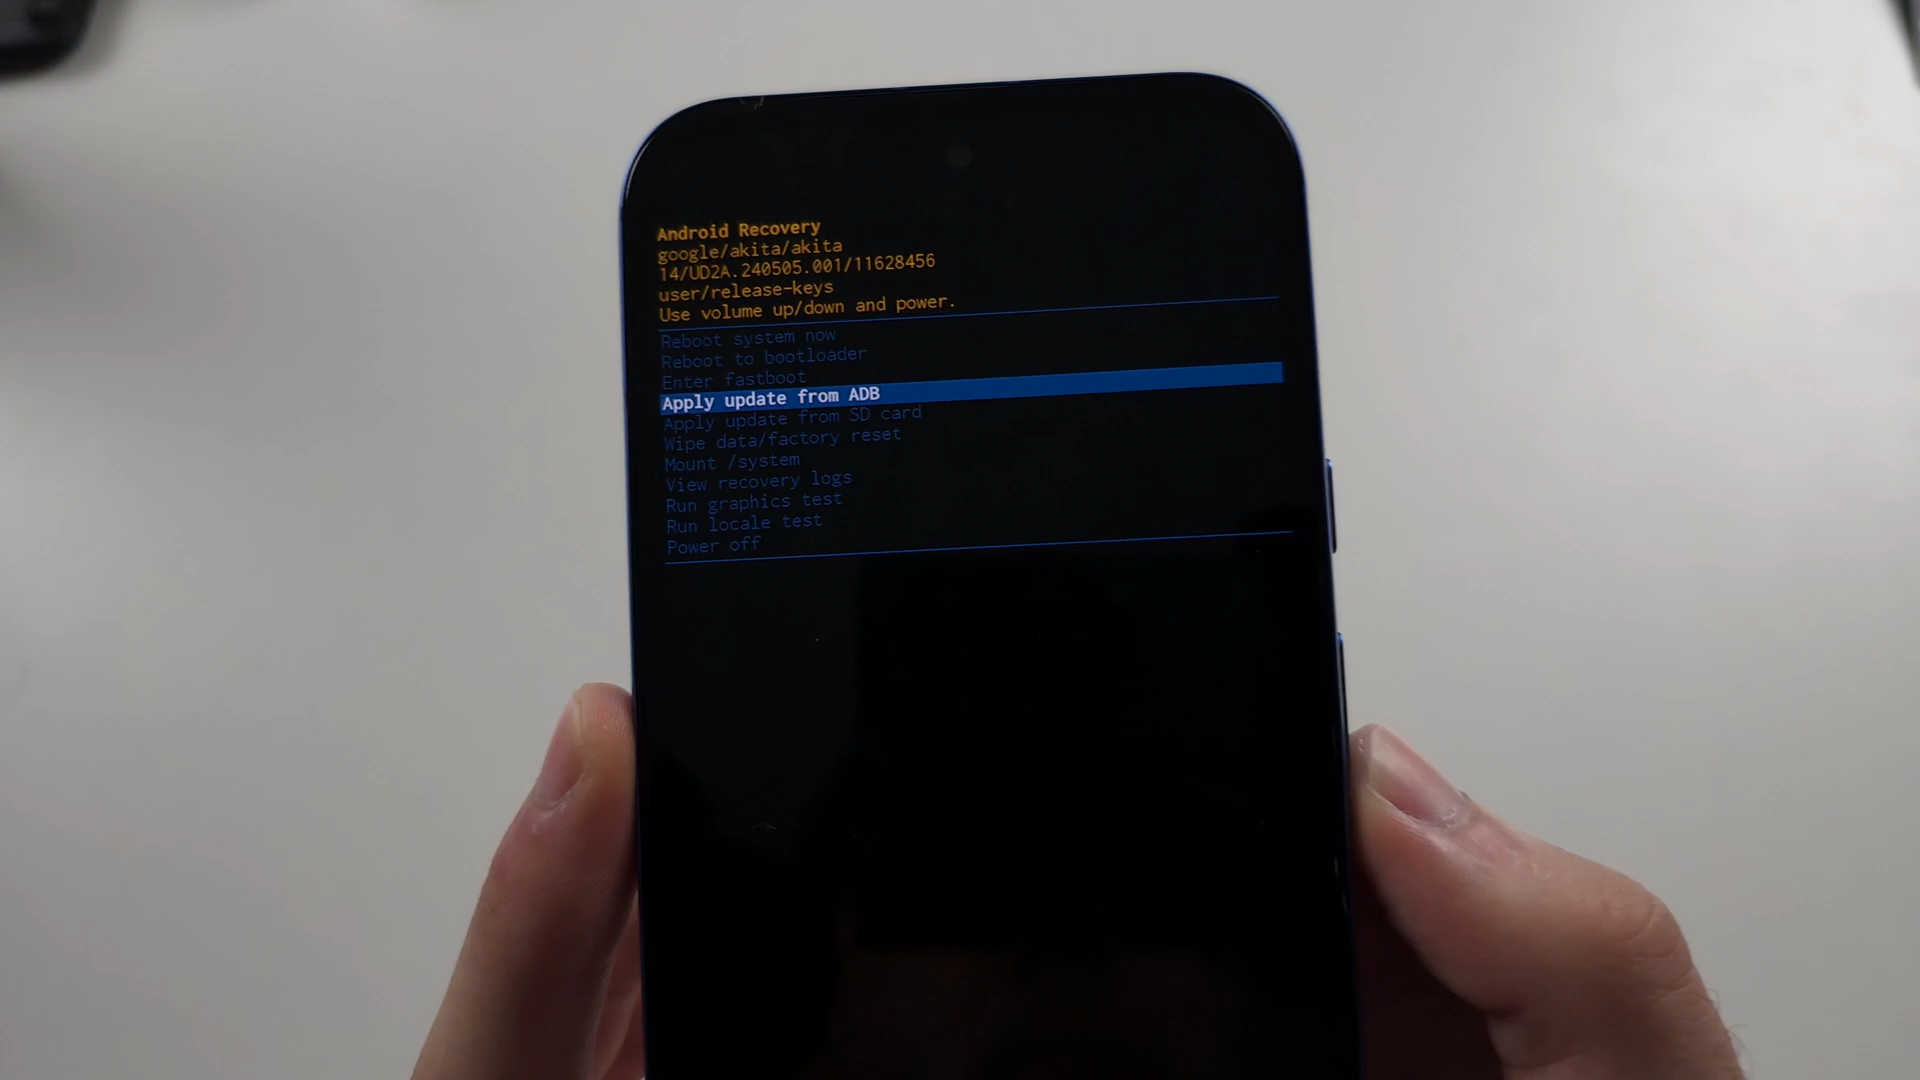 Android Recovery
google/akita/akita
14/UD2A.240505.001/11628456
user/release-keys
Use volume up/down and power.
Reboot system now
Reboot to bootloader
Enter fastboot
Apply update from ADB
Apply update from SD card
Wipe data/factory reset
Mount /system
View recovery logs
Run graphics test
Run locale test
Power off